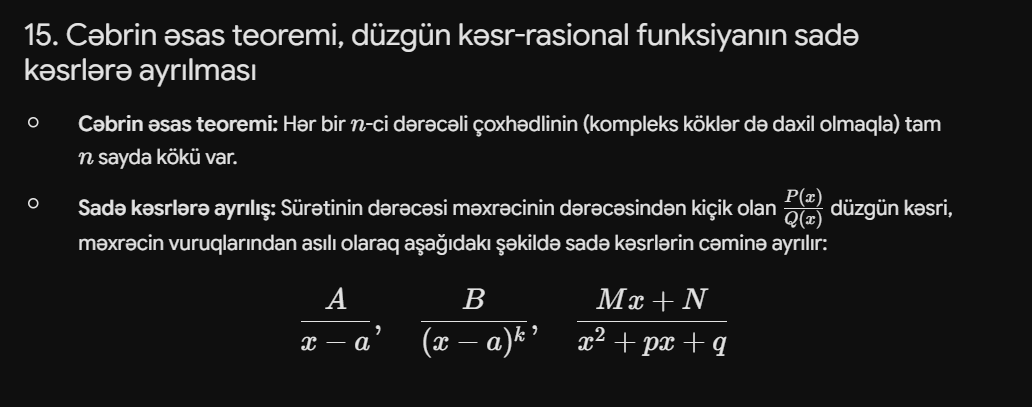 15. Cəbrin əsas teoremi, düzgün kəsr-rasional funksiyanın sadə
kəsrlərə ayrılması
Cəbrin əsas teoremi: Hər bir n-ci dərəcəli çoxhədlinin (kompleks köklər də daxil olmaqla) tam
n sayda kökü var.
Sadə kəsrlərə ayrılış: Sürətinin dərəcəsi məxrəcinin dərəcəsindən kiçik olan P(x)/Q(x) düzgün kəsri,
məxrəcin vuruqlarından asılı olaraq aşağıdakı şəkildə sadə kəsrlərin cəminə ayrılır:
A/(x − a), B/(x − a)^k, (Mx + N)/(x² + px + q)